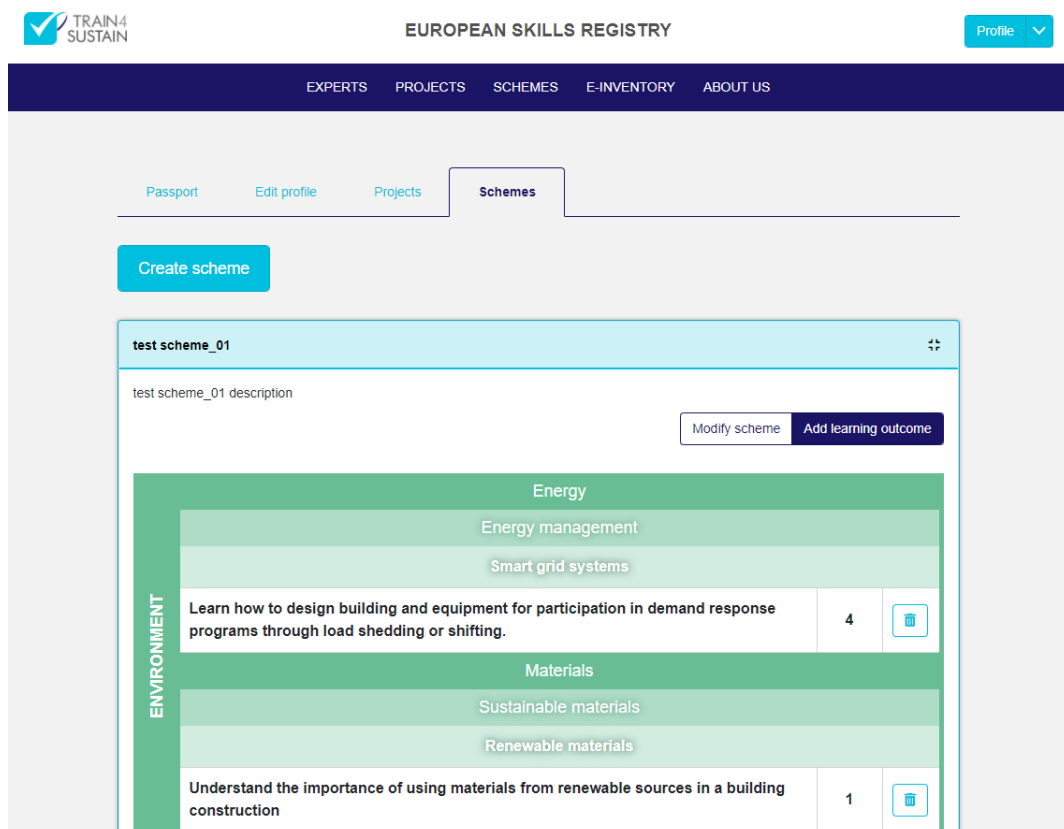 TRAIN4
SUSTAIN
EUROPEAN SKILLS REGISTRY
Profile
EXPERTS PROJECTS SCHEMES E-INVENTORY ABOUT US
Passport Edit profile Projects Schemes
Create scheme
test scheme_01
test scheme_01 description
Modify scheme Add learning outcome
ENVIRONMENT
Energy
Energy management
Smart grid systems
Learn how to design building and equipment for participation in demand response
programs through load shedding or shifting.
4
Materials
Sustainable materials
Renewable materials
Understand the importance of using materials from renewable sources in a building
construction
1